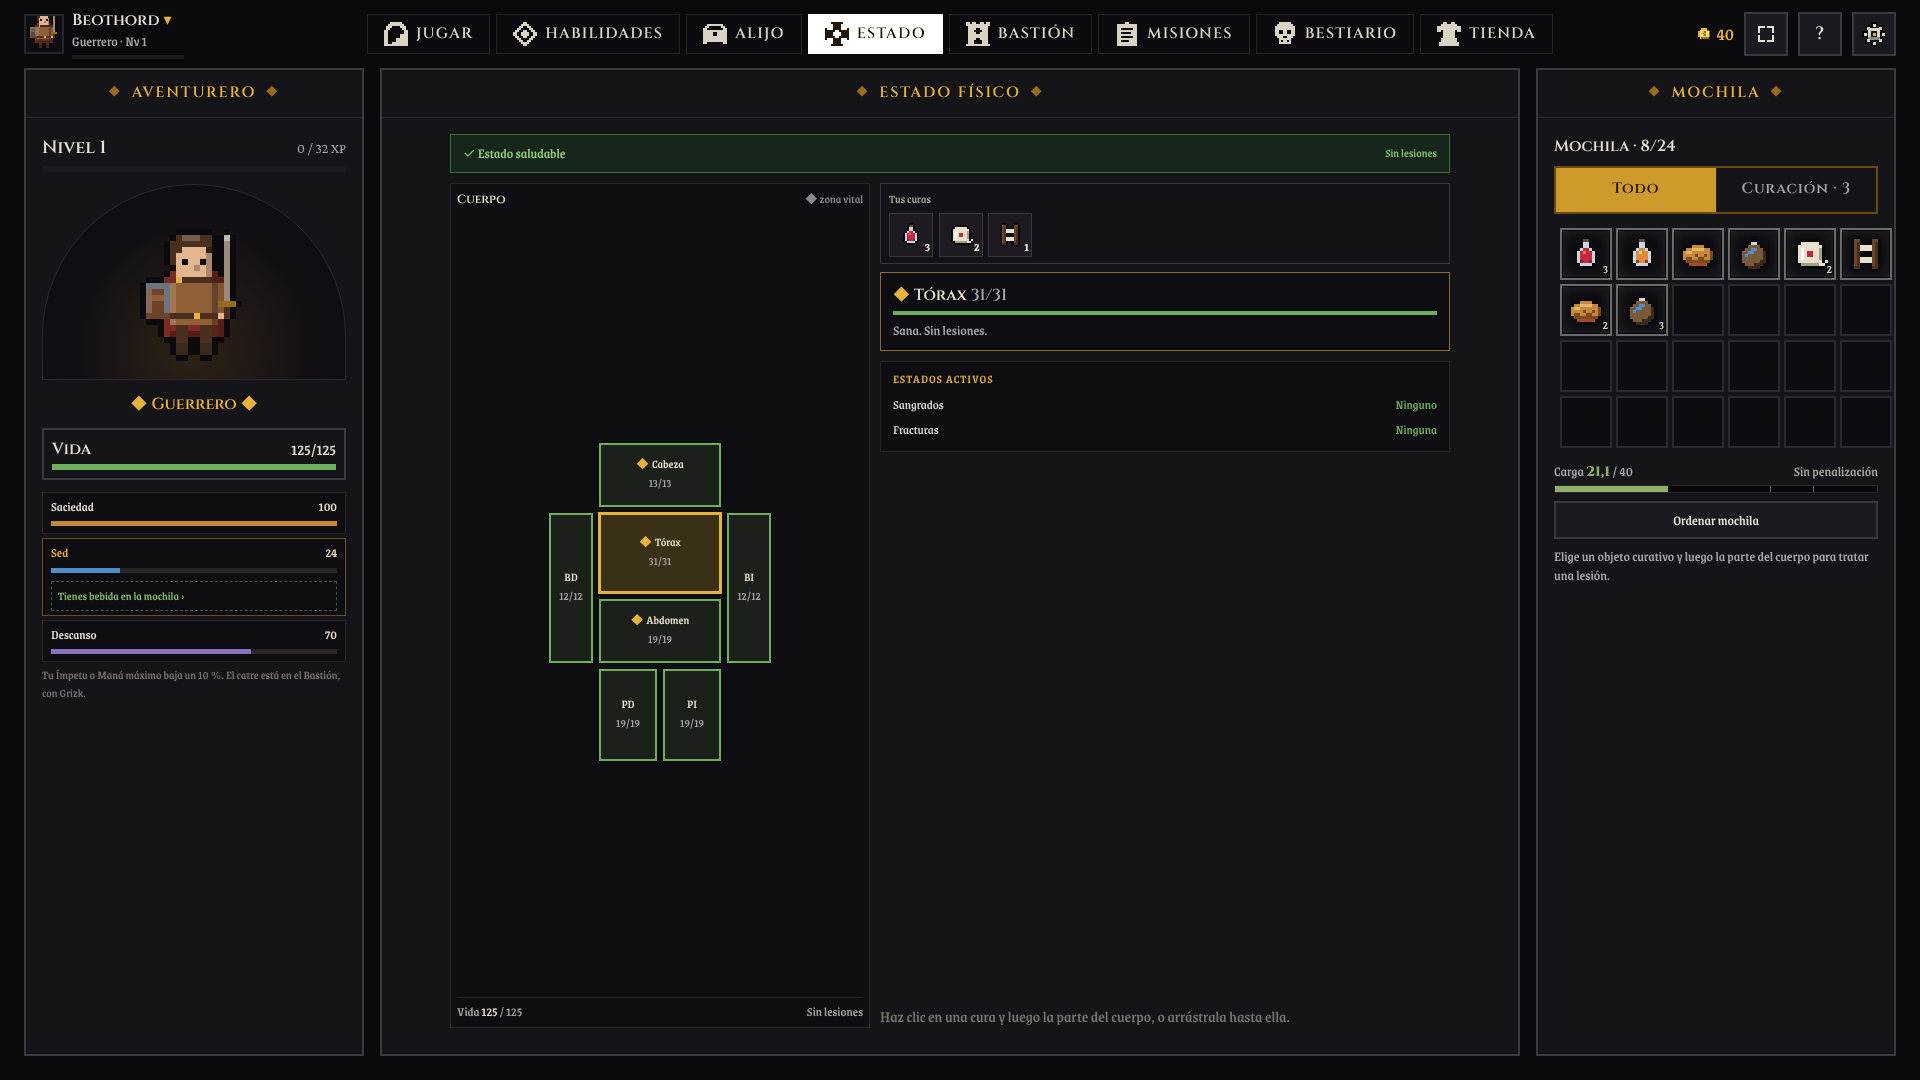 Beothord ▾
Guerrero · Nv 1
JUGAR
HABILIDADES
ALIJO
ESTADO
BASTIÓN
MISIONES
BESTIARIO
TIENDA
40
?
AVENTURERO
Nivel 1
0 / 32 XP
Guerrero
Vida
125/125
Saciedad
100
Sed
24
Tienes bebida en la mochila ›
Descanso
70
Tu Ímpetu o Maná máximo baja un 10 %. El catre está en el Bastión,
con Grizk.
ESTADO FÍSICO
✓ Estado saludable
Sin lesiones
Cuerpo
◆ zona vital
Cabeza
13/13
BD
12/12
Tórax
31/31
BI
12/12
Abdomen
19/19
PD
19/19
PI
19/19
Vida 125 / 125
Sin lesiones
Tus curas
3
2
1
Tórax 31/31
Sana. Sin lesiones.
ESTADOS ACTIVOS
Sangrados
Ninguno
Fracturas
Ninguna
Haz clic en una cura y luego la parte del cuerpo, o arrástrala hasta ella.
MOCHILA
Mochila · 8/24
Todo
Curación · 3
3
2
2
3
Carga 21,1 / 40
Sin penalización
Ordenar mochila
Elige un objeto curativo y luego la parte del cuerpo para tratar
una lesión.